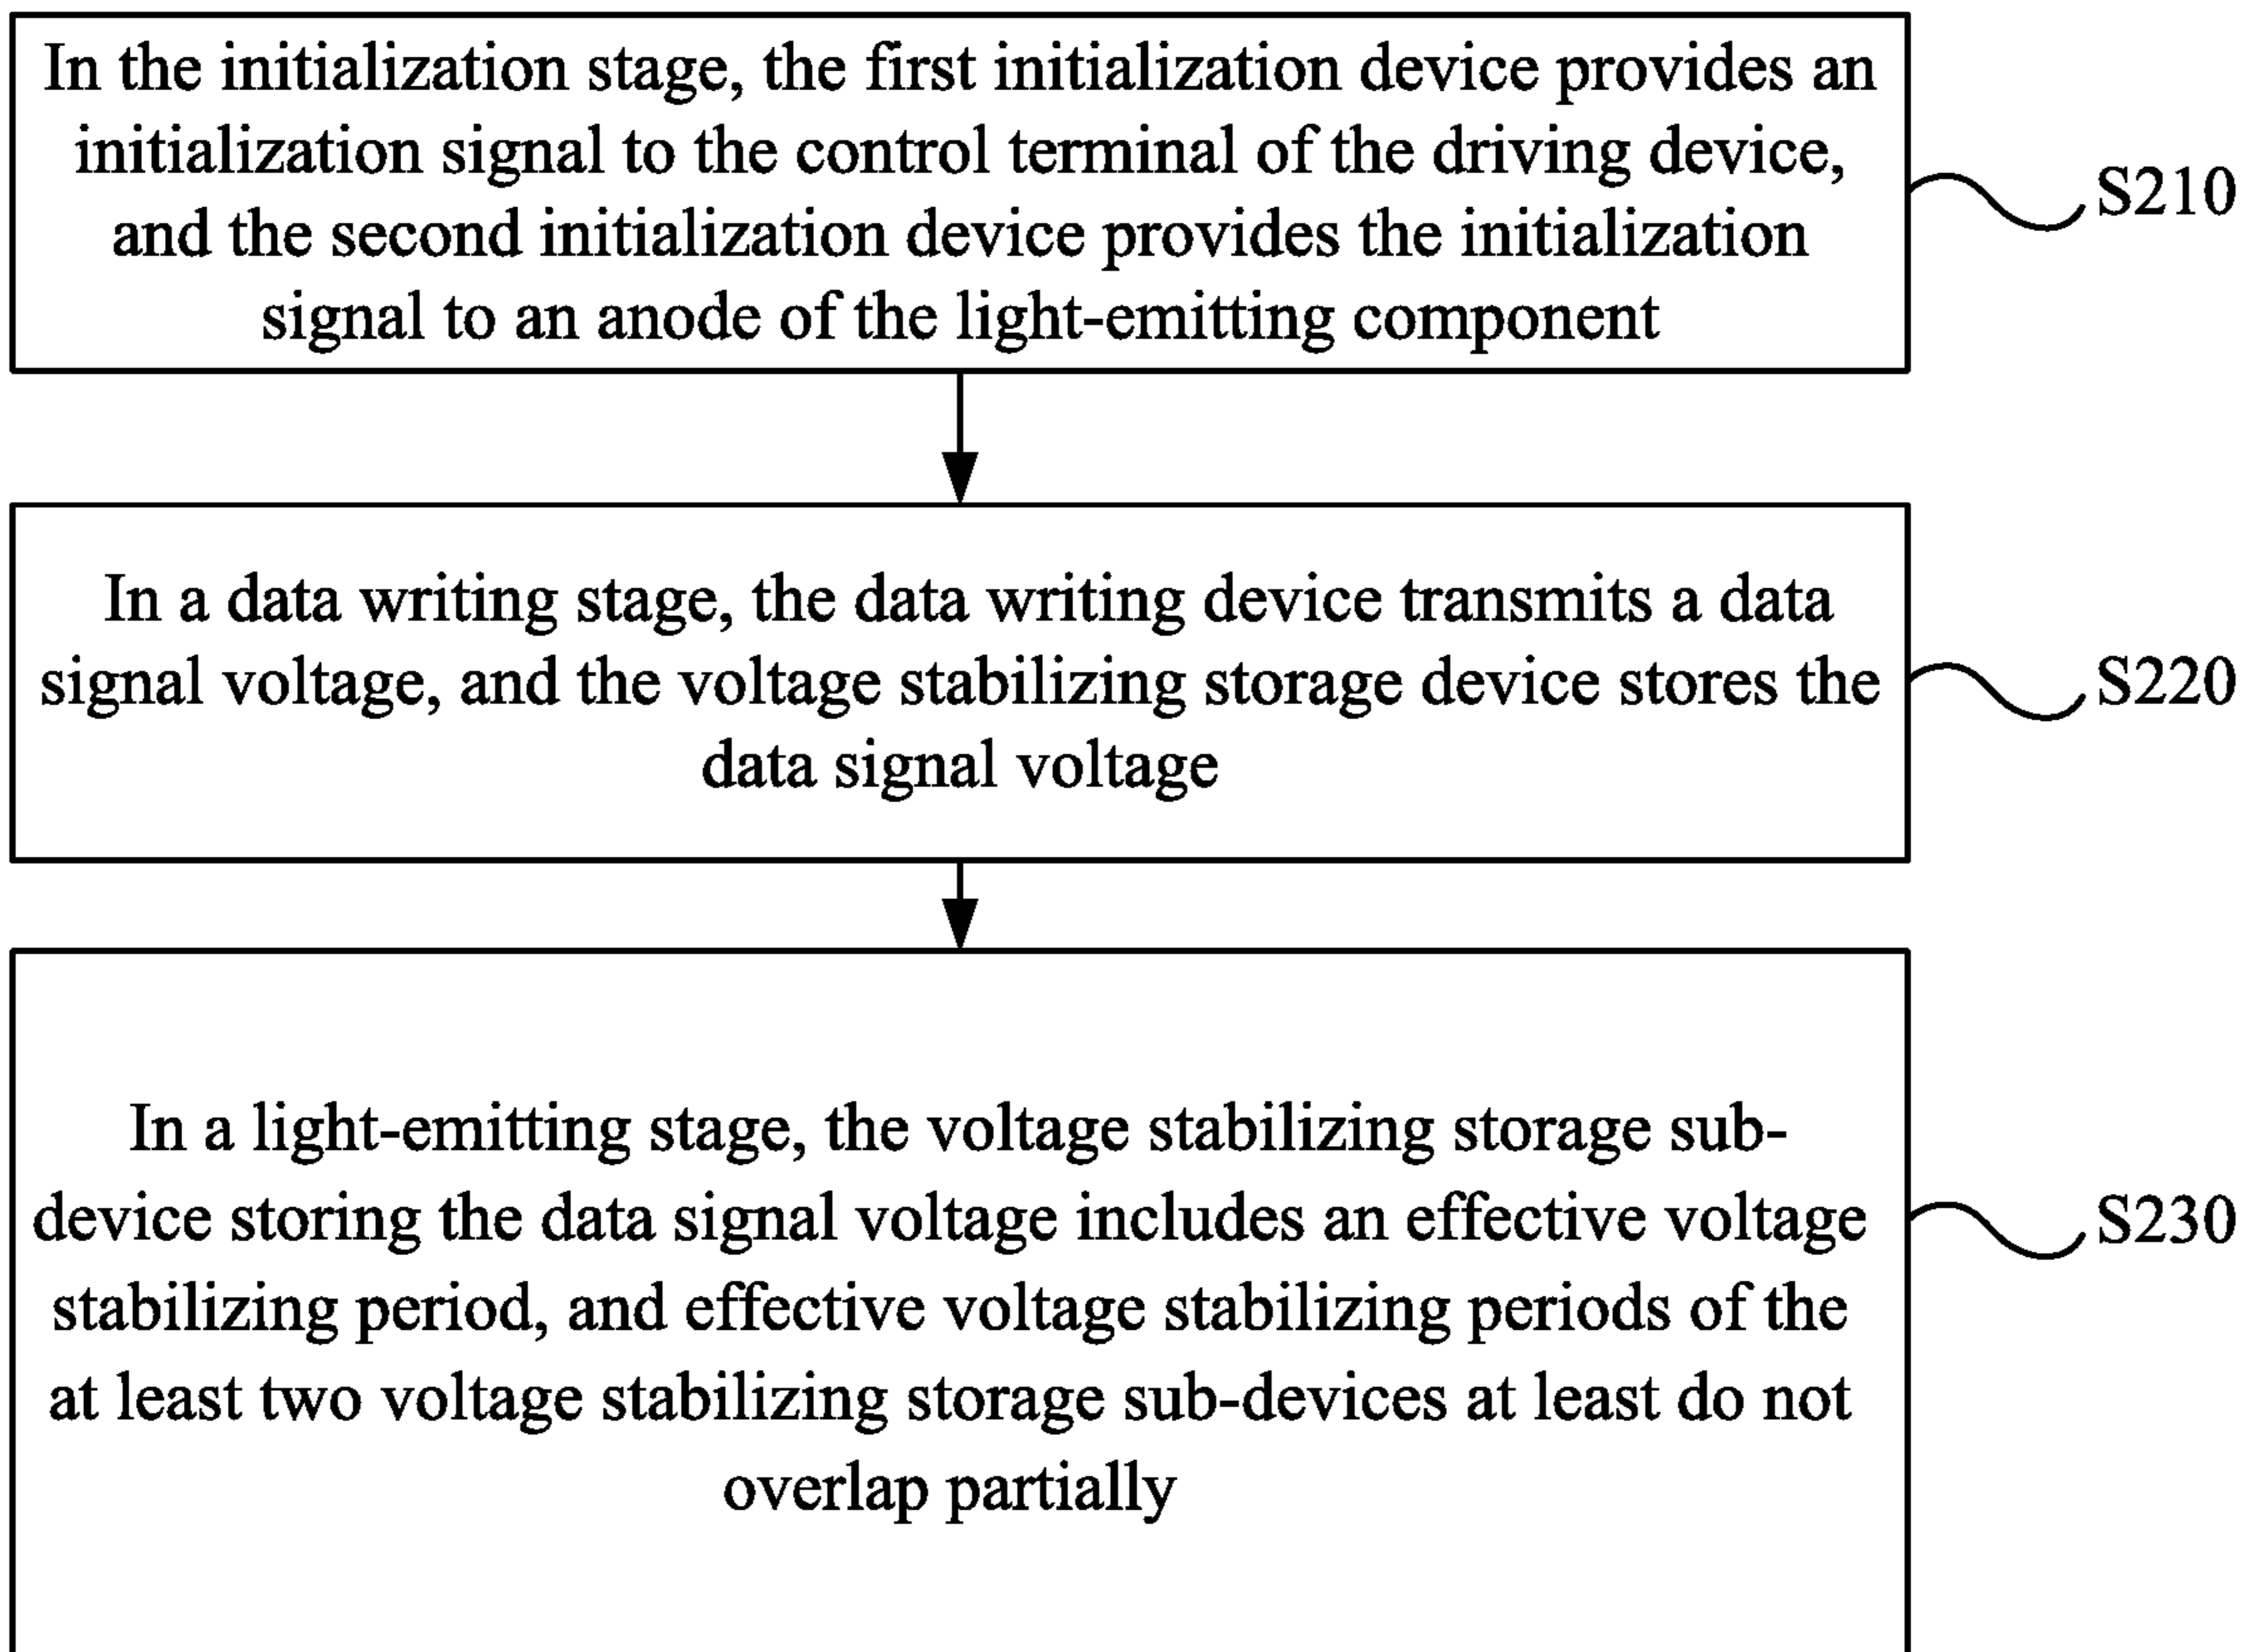 In the initialization stage, the first initialization device provides an
initialization signal to the control terminal of the driving device,
and the second initialization device provides the initialization
signal to an anode of the light-emitting component
S210
In a data writing stage, the data writing device transmits a data
signal voltage, and the voltage stabilizing storage device stores the
data signal voltage
S220
In a light-emitting stage, the voltage stabilizing storage sub-
device storing the data signal voltage includes an effective voltage
stabilizing period, and effective voltage stabilizing periods of the
at least two voltage stabilizing storage sub-devices at least do not
overlap partially
S230